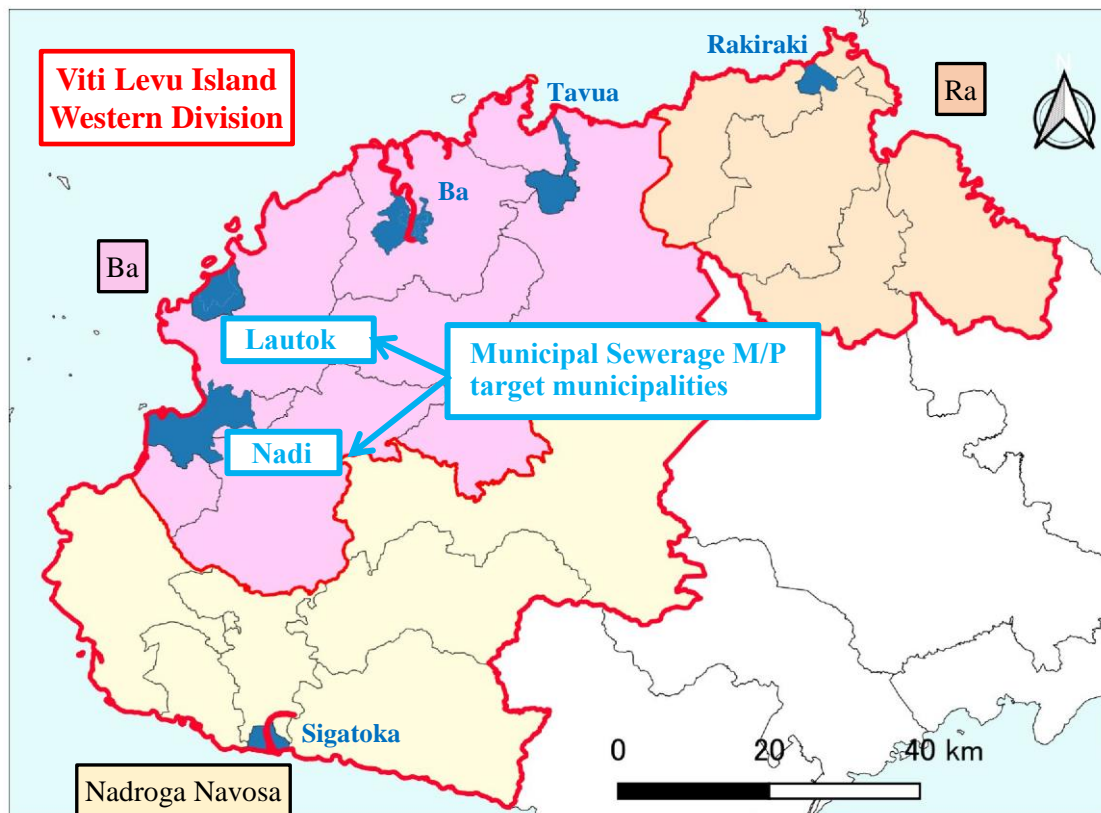 Viti Levu Island
Western Division
Rakiraki
N
Ra
Tavua
Ba
Ba
Lautok
Municipal Sewerage M/P
target municipalities
Nadi
Sigatoka
0 20 40 km
Nadroga Navosa